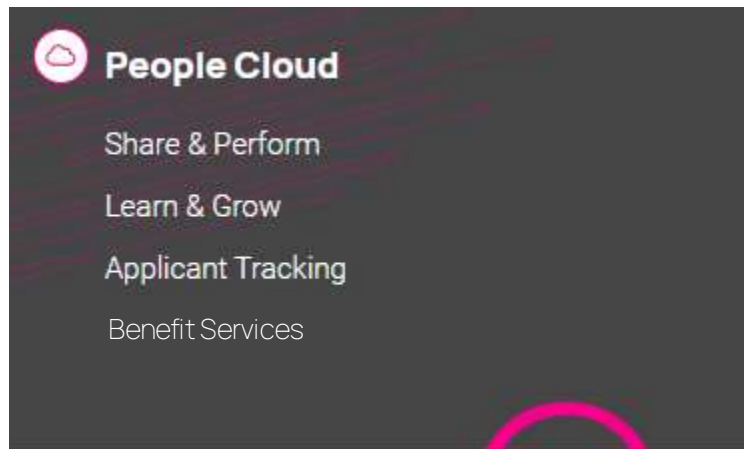 People Cloud
Share & Perform
Learn & Grow
Applicant Tracking
Benefit Services